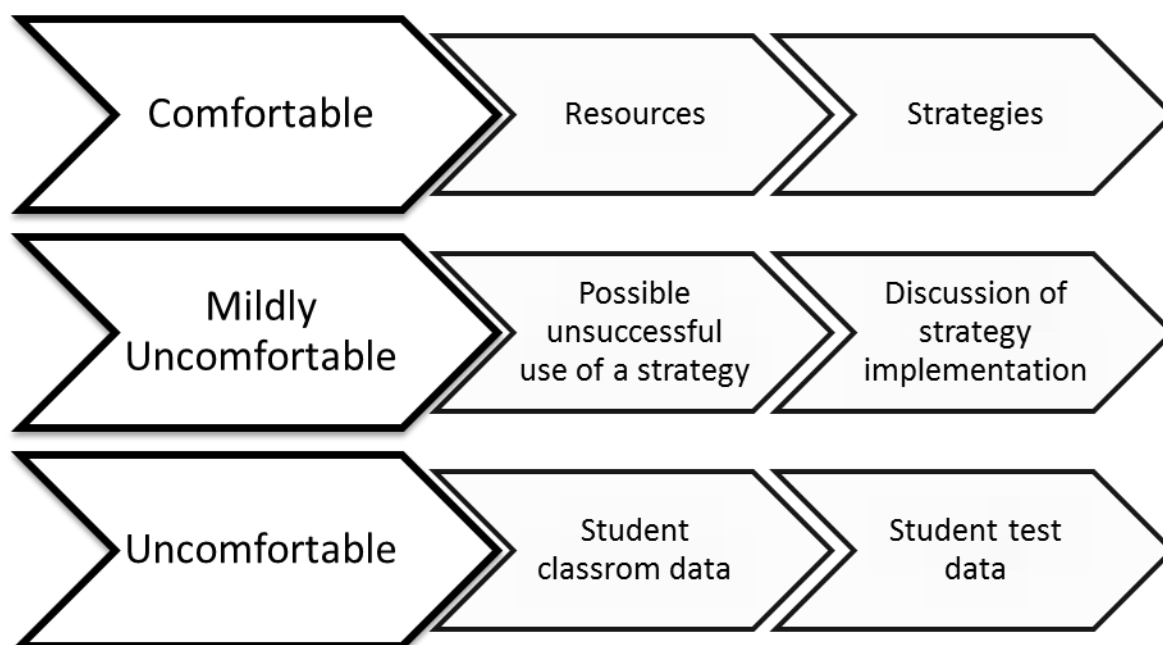 Comfortable
Resources
Strategies
Mildly
Uncomfortable
Possible
unsuccessful
use of a strategy
Discussion of
strategy
implementation
Uncomfortable
Student
classrom data
Student test
data